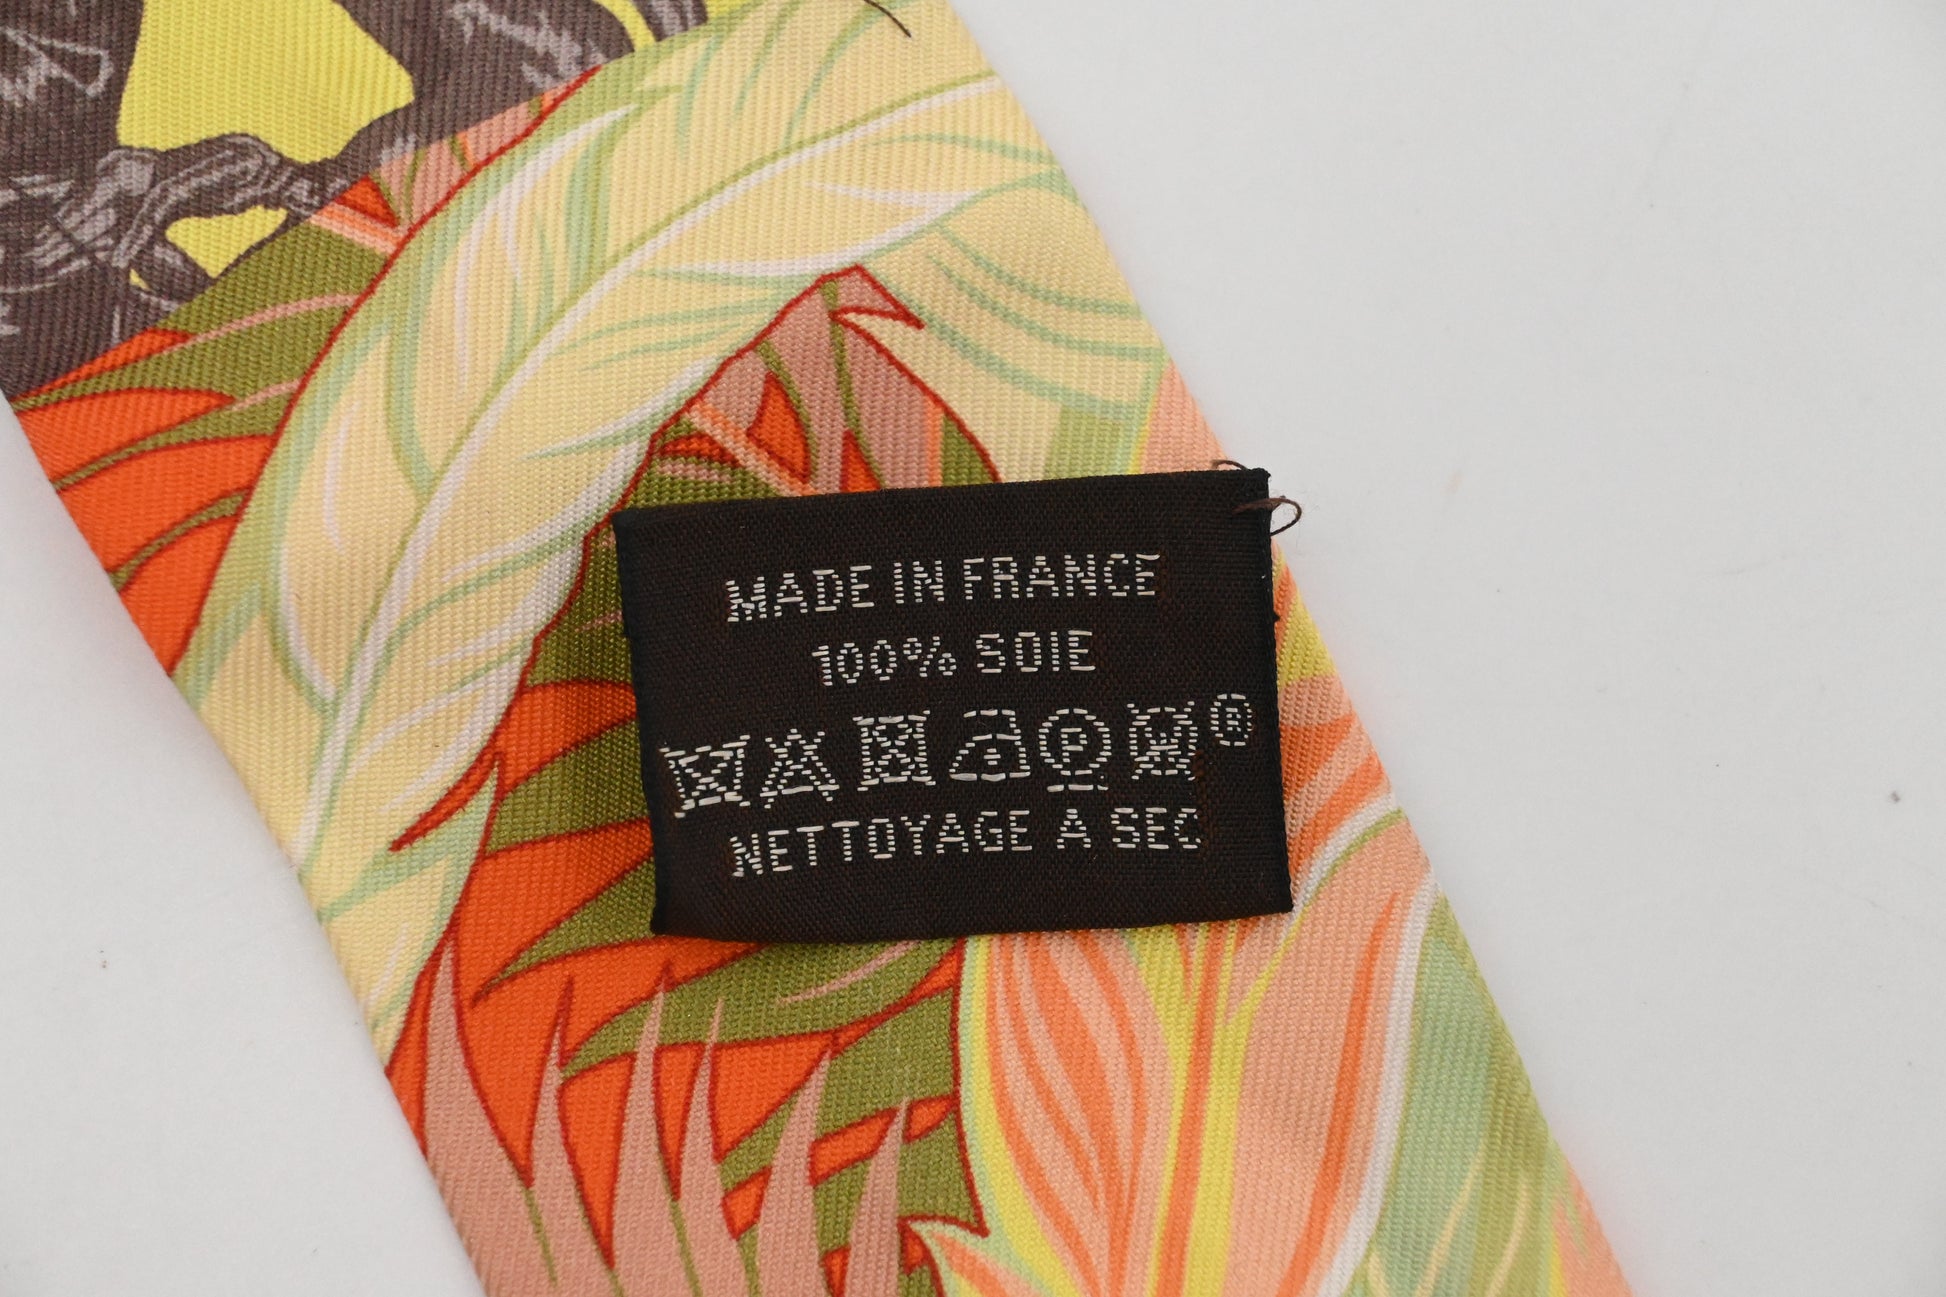 MADE IN FRANCE
100% SOIE
P W ®
NETTOYAGE A SEC